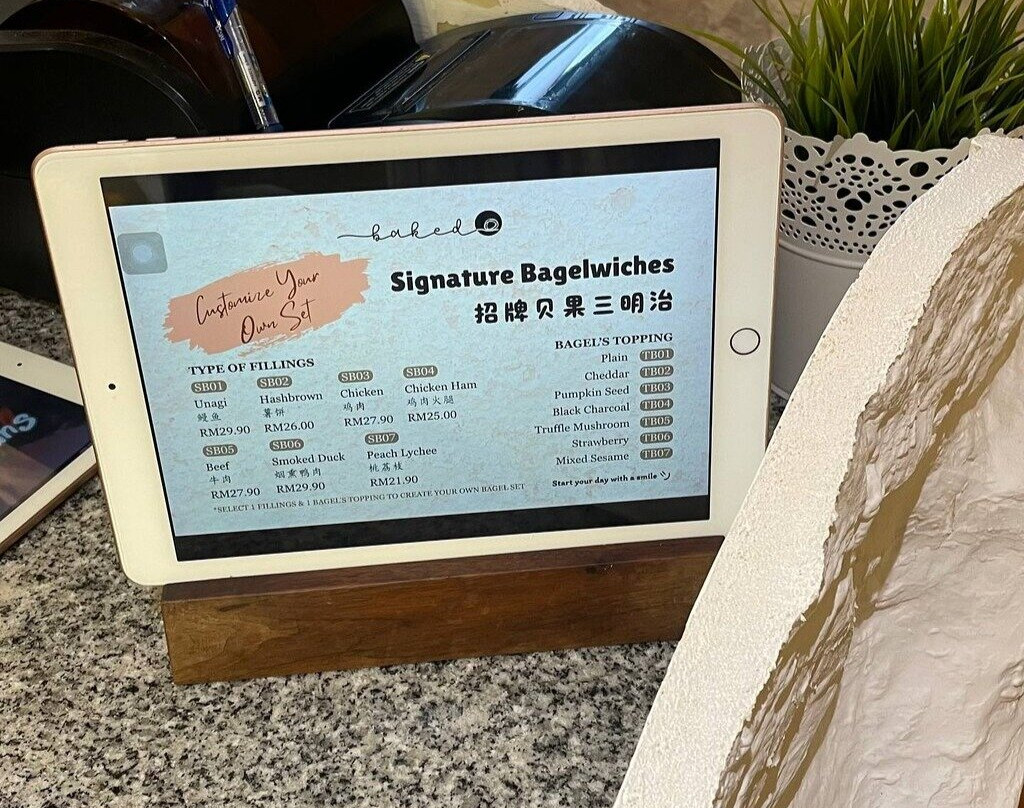 baked
Signature Bagelwiches
招牌贝果三明治
Customize Your
Own Set
TYPE OF FILLINGS
SB01
Unagi
鳗鱼
RM29.90
SB02
Hashbrown
薯饼
RM26.00
SB03
Chicken
鸡肉
RM27.90
SB04
Chicken Ham
鸡肉火腿
RM25.00
SB05
Beef
牛肉
RM27.90
SB06
Smoked Duck
烟熏鸭肉
RM29.90
SB07
Peach Lychee
桃荔枝
RM21.90
*SELECT 1 FILLINGS & 1 BAGEL'S TOPPING TO CREATE YOUR OWN BAGEL SET
BAGEL'S TOPPING
Plain TB01
Cheddar TB02
Pumpkin Seed TB03
Black Charcoal TB04
Truffle Mushroom TB05
Strawberry TB06
Mixed Sesame TB07
Start your day with a smile ツ